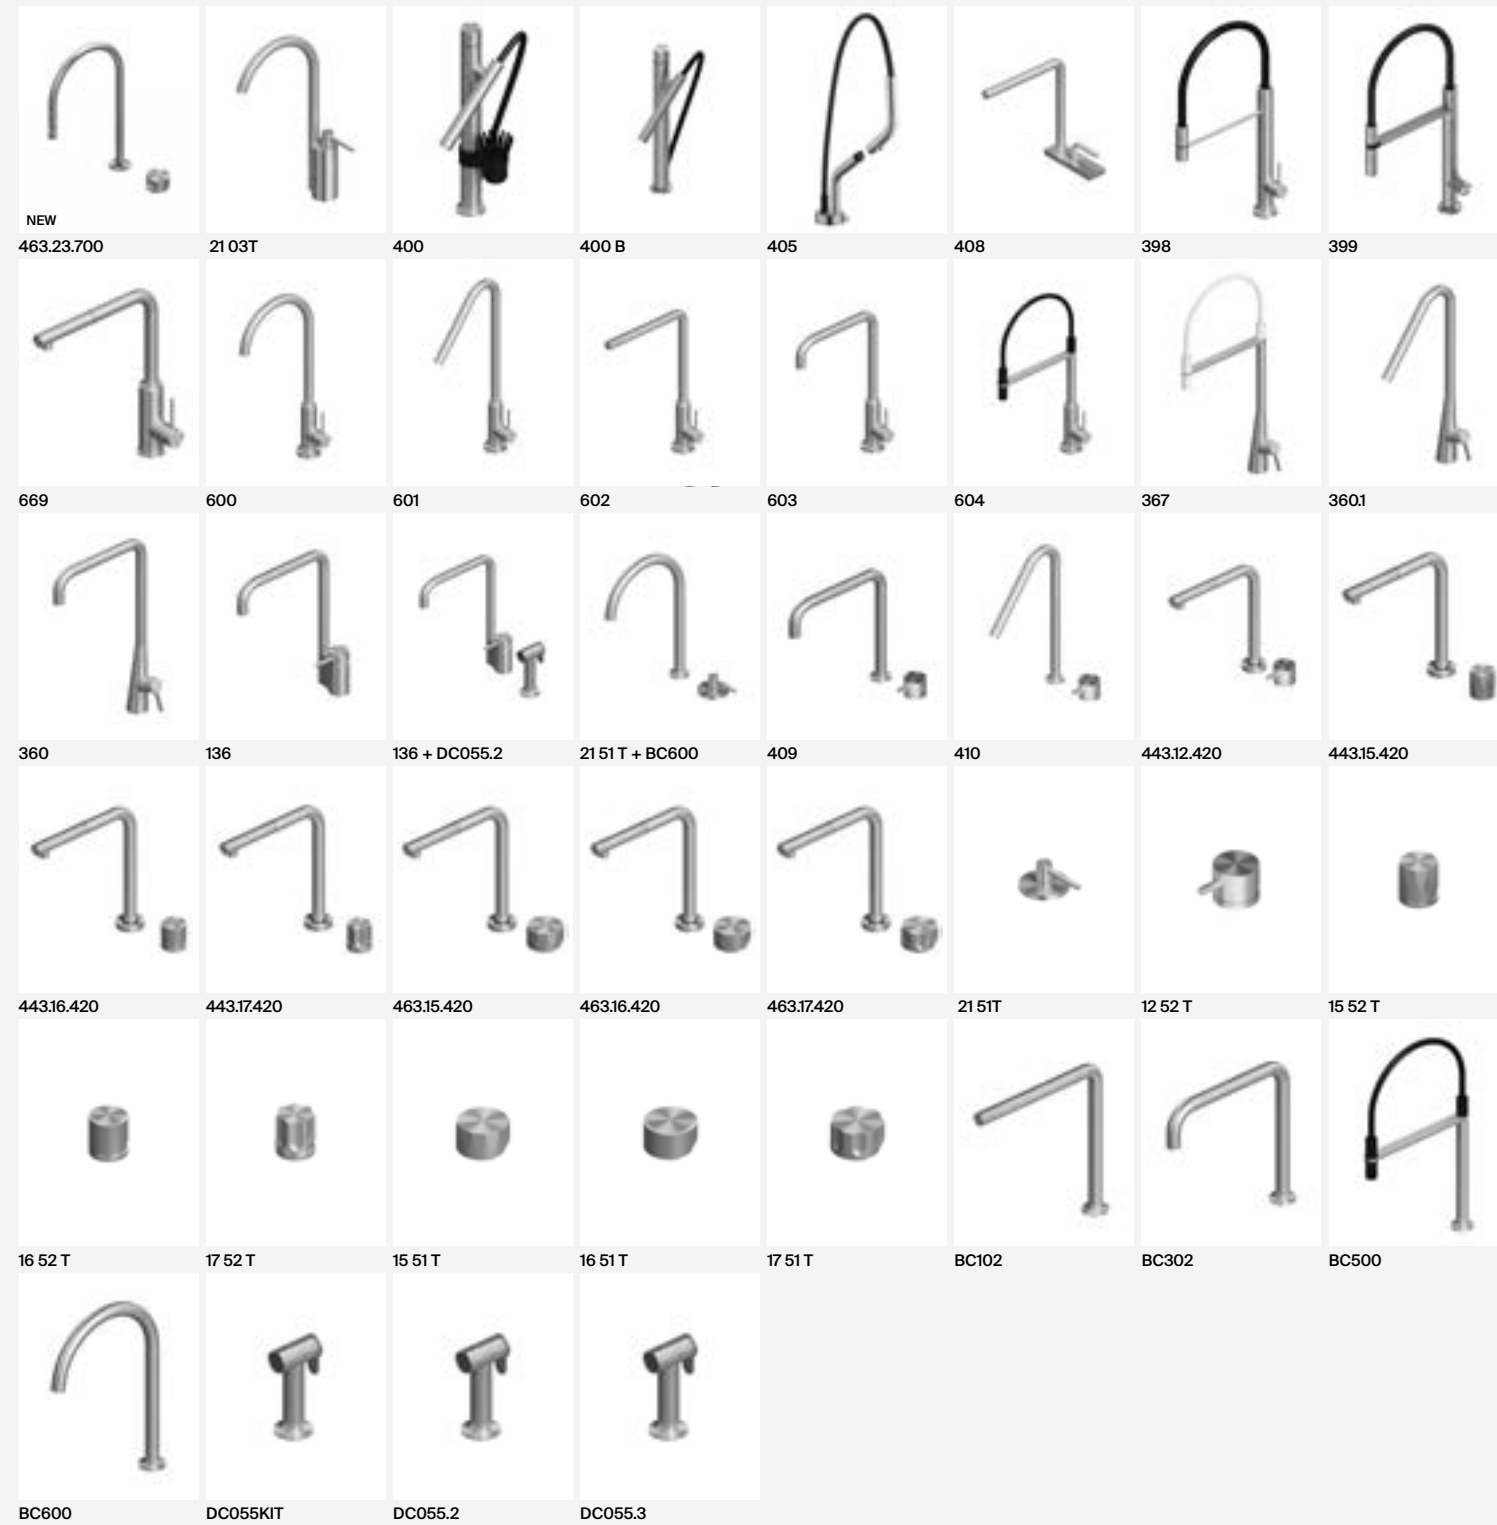 NEW
463.23.700 21 03T 400 400 B 405 408 398 399
669 600 601 602 603 604 367 360.1
360 136 136 + DC055.2 21 51 T + BC600 409 410 443.12.420 443.15.420
443.16.420 443.17.420 463.15.420 463.16.420 463.17.420 21 51T 12 52 T 15 52 T
16 52 T 17 52 T 15 51 T 16 51 T 17 51 T BC102 BC302 BC500
BC600 DC055KIT DC055.2 DC055.3